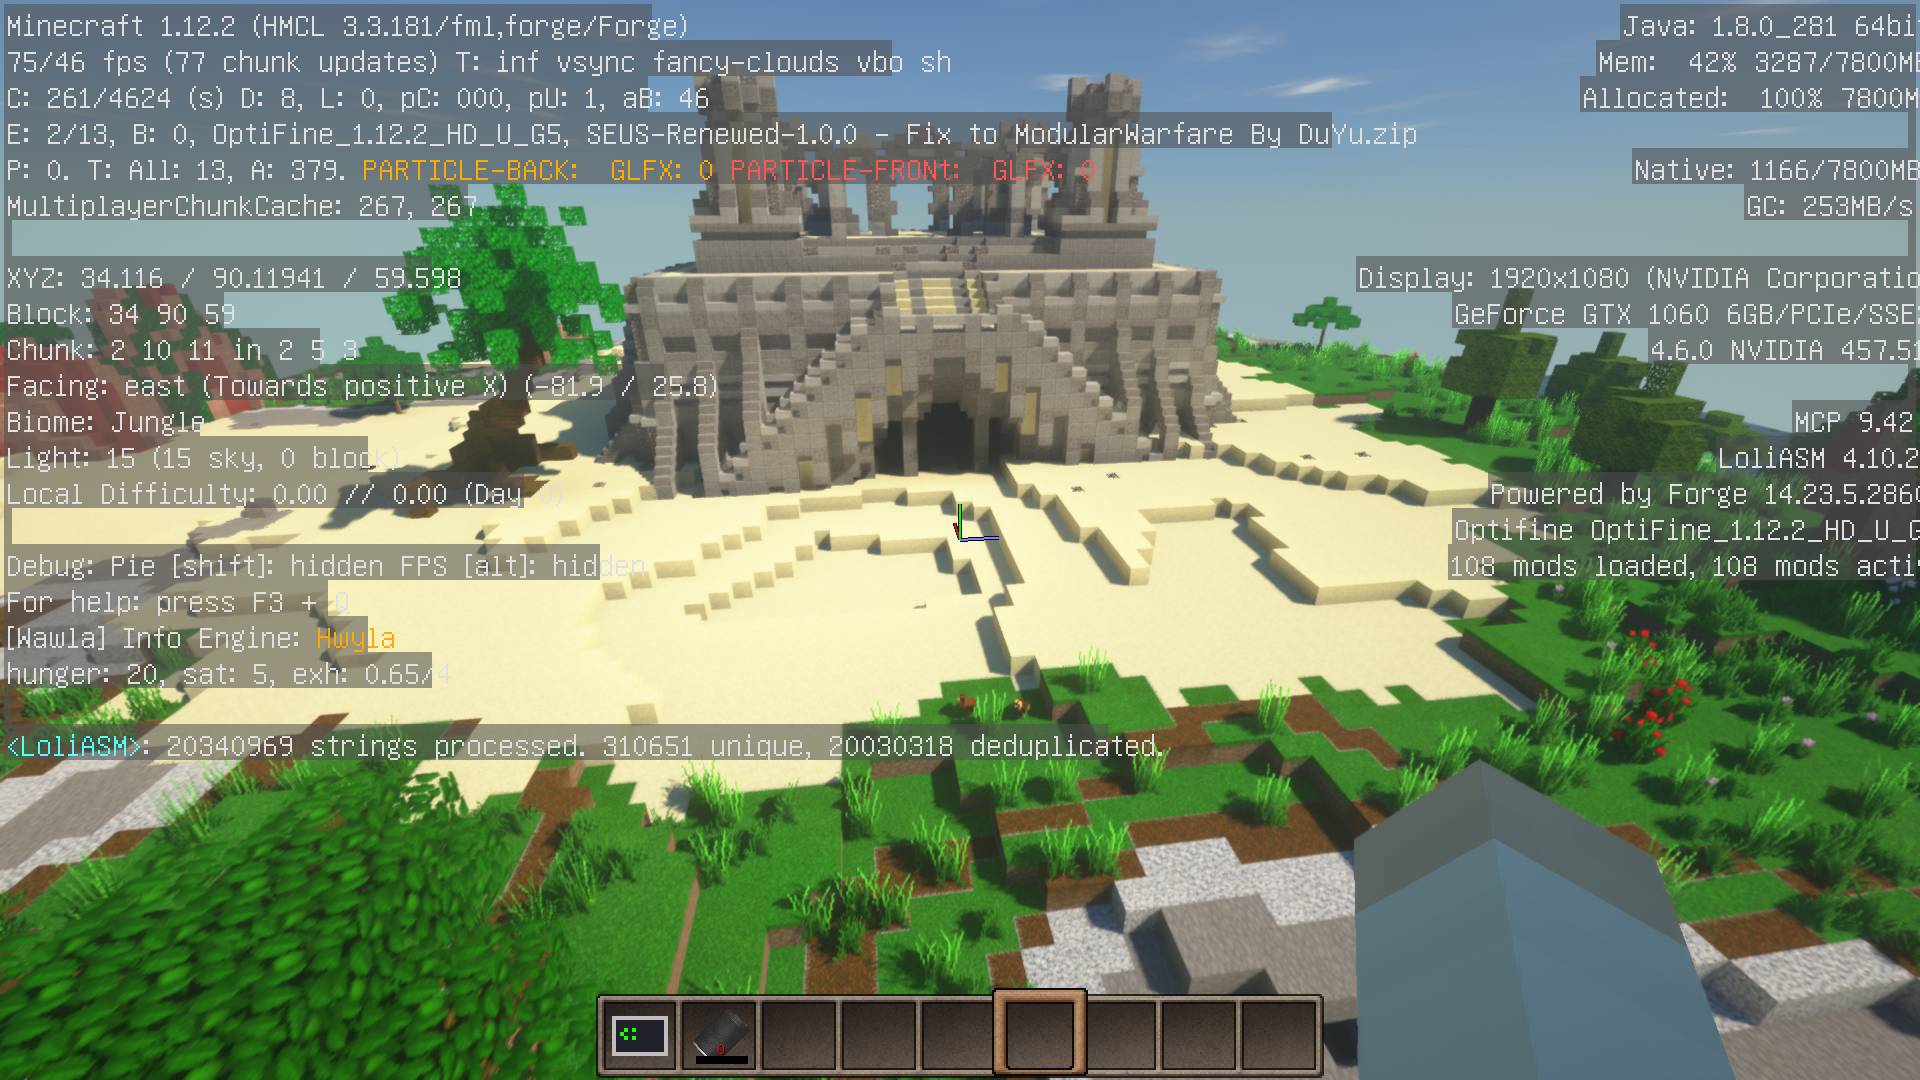 Minecraft 1.12.2 (HMCL 3.3.181/fml,forge/Forge)
75/46 fps (77 chunk updates) T: inf vsync fancy-clouds vbo sh
C: 261/4624 (s) D: 8, L: 0, pC: 000, pU: 1, aB: 46
E: 2/13, B: 0, OptiFine_1.12.2_HD_U_G5, SEUS-Renewed-1.0.0 - Fix to ModularWarfare By DuYu.zip
P: 0. T: All: 13, A: 379. PARTICLE-BACK: GLFX: 0 PARTICLE-FRONt: GLFX: 0
MultiplayerChunkCache: 267, 267
XYZ: 34.116 / 90.11941 / 59.598
Block: 34 90 59
Chunk: 2 10 11 in 2 5 3
Facing: east (Towards positive X) (-81.9 / 25.8)
Biome: Jungle
Light: 15 (15 sky, 0 block)
Local Difficulty: 0.00 // 0.00 (Day 0)
Debug: Pie [shift]: hidden FPS [alt]: hidden
For help: press F3 + Q
[Wawla] Info Engine: Hwyla
hunger: 20, sat: 5, exh: 0.65/4
<LoliASM>: 20340969 strings processed. 310651 unique, 20030318 deduplicated.
Java: 1.8.0_281 64bi
Mem: 42% 3287/7800MB
Allocated: 100% 7800M
Native: 1166/7800MB
GC: 253MB/s
Display: 1920x1080 (NVIDIA Corporatio
GeForce GTX 1060 6GB/PCIe/SSE
4.6.0 NVIDIA 457.51
MCP 9.42
LoliASM 4.10.2
Powered by Forge 14.23.5.286
Optifine OptiFine_1.12.2_HD_U_G
108 mods loaded, 108 mods acti
<:
0